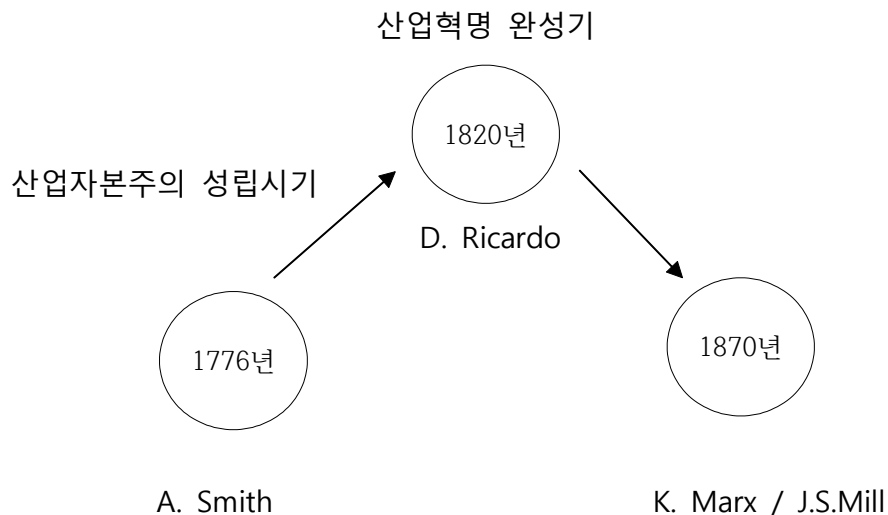 산업혁명 완성기
1820년
산업자본주의 성립시기
D. Ricardo
1776년
1870년
A. Smith
K. Marx / J.S.Mill